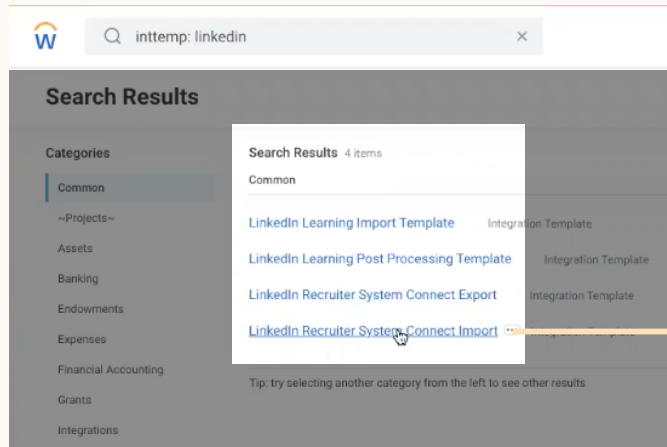 W
inttemp: linkedin
Search Results
Categories
Common
~Projects~
Assets
Banking
Endowments
Expenses
Financial Accounting
Grants
Integrations
Search Results 4 items
Common
LinkedIn Learning Import Template Integration Template
LinkedIn Learning Post Processing Template Integration Template
LinkedIn Recruiter System Connect Export Integration Template
LinkedIn Recruiter System Connect Import Integration Template
Tip: try selecting another category from the left to see other results